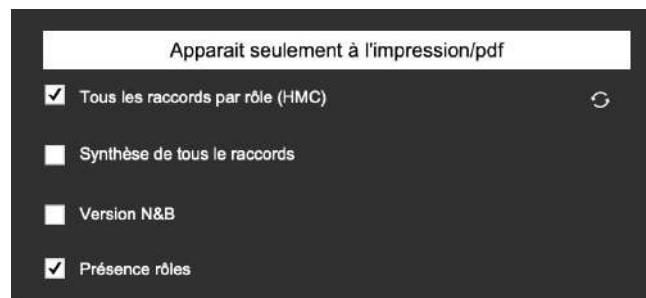 Apparait seulement à l'impression/pdf
Tous les raccords par rôle (HMC)
Synthèse de tous le raccords
Version N&B
Présence rôles